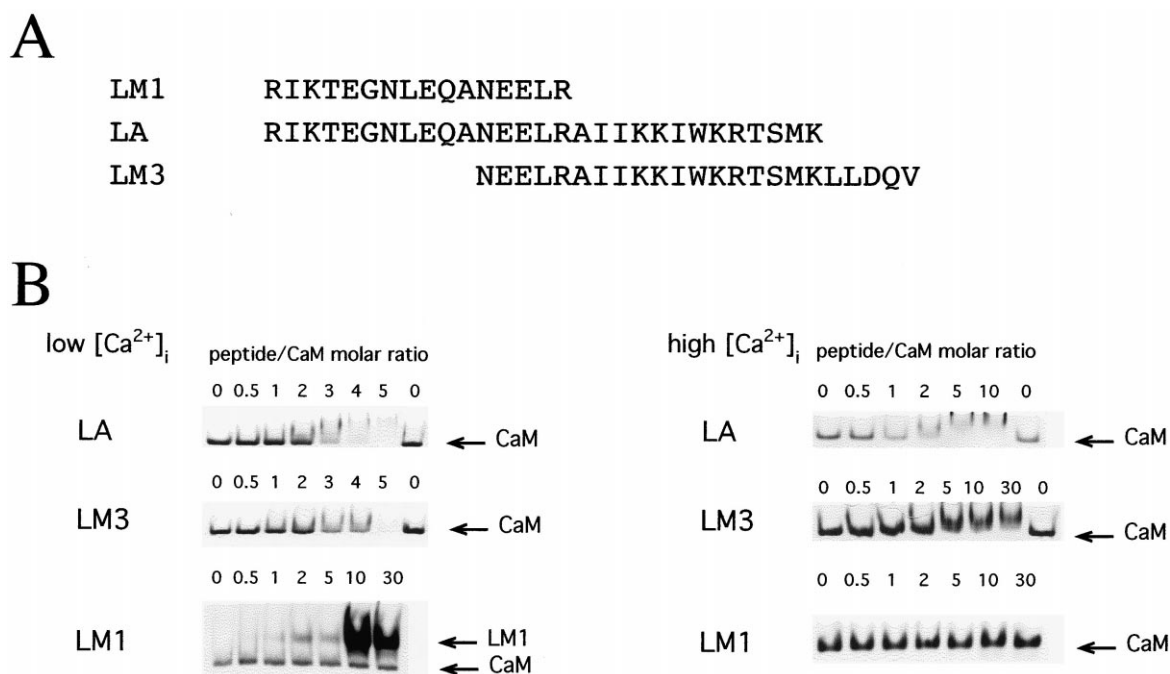 A
LM1 RIKTEGNLEQANEELR
LA RIKTEGNLEQANEELRAIIKKIWKRTSMK
LM3 NEELRAIIKKIWKRTSMKLLDQV
B
low [Ca²⁺]ᵢ peptide/CaM molar ratio
0 0.5 1 2 3 4 5 0
LA ← CaM
0 0.5 1 2 3 4 5 0
LM3 ← CaM
0 0.5 1 2 5 10 30
LM1 ← LM1
← CaM
high [Ca²⁺]ᵢ peptide/CaM molar ratio
0 0.5 1 2 5 10 0
LA ← CaM
0 0.5 1 2 5 10 30 0
LM3 ← CaM
0 0.5 1 2 5 10 30
LM1 ← CaM